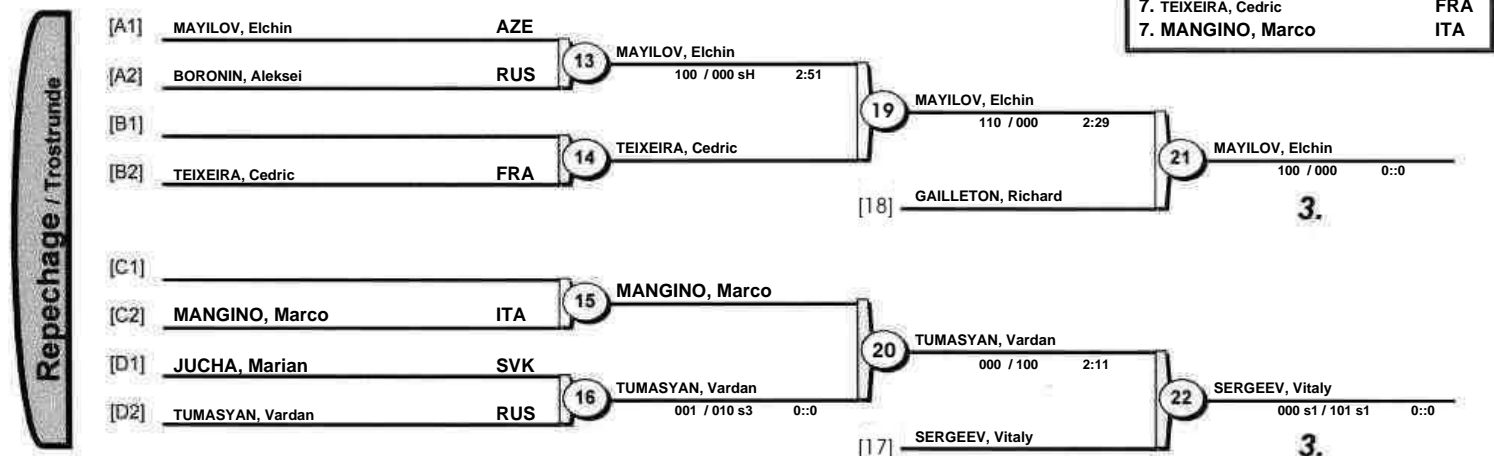 7. TEIXEIRA, Cedric FRA
7. MANGINO, Marco ITA
Repechage / Trostrunde
[A1] MAYILOV, Elchin AZE
[A2] BORONIN, Aleksei RUS
13 MAYILOV, Elchin
100 / 000 sH 2:51
[B1]
[B2] TEIXEIRA, Cedric FRA
14 TEIXEIRA, Cedric
19 MAYILOV, Elchin
110 / 000 2:29
[18] GAILLETON, Richard
21 MAYILOV, Elchin
100 / 000 0::0
3.
[C1]
[C2] MANGINO, Marco ITA
15 MANGINO, Marco
[D1] JUCHA, Marian SVK
[D2] TUMASYAN, Vardan RUS
16 TUMASYAN, Vardan
001 / 010 s3 0::0
20 TUMASYAN, Vardan
000 / 100 2:11
[17] SERGEEV, Vitaly
22 SERGEEV, Vitaly
000 s1 / 101 s1 0::0
3.